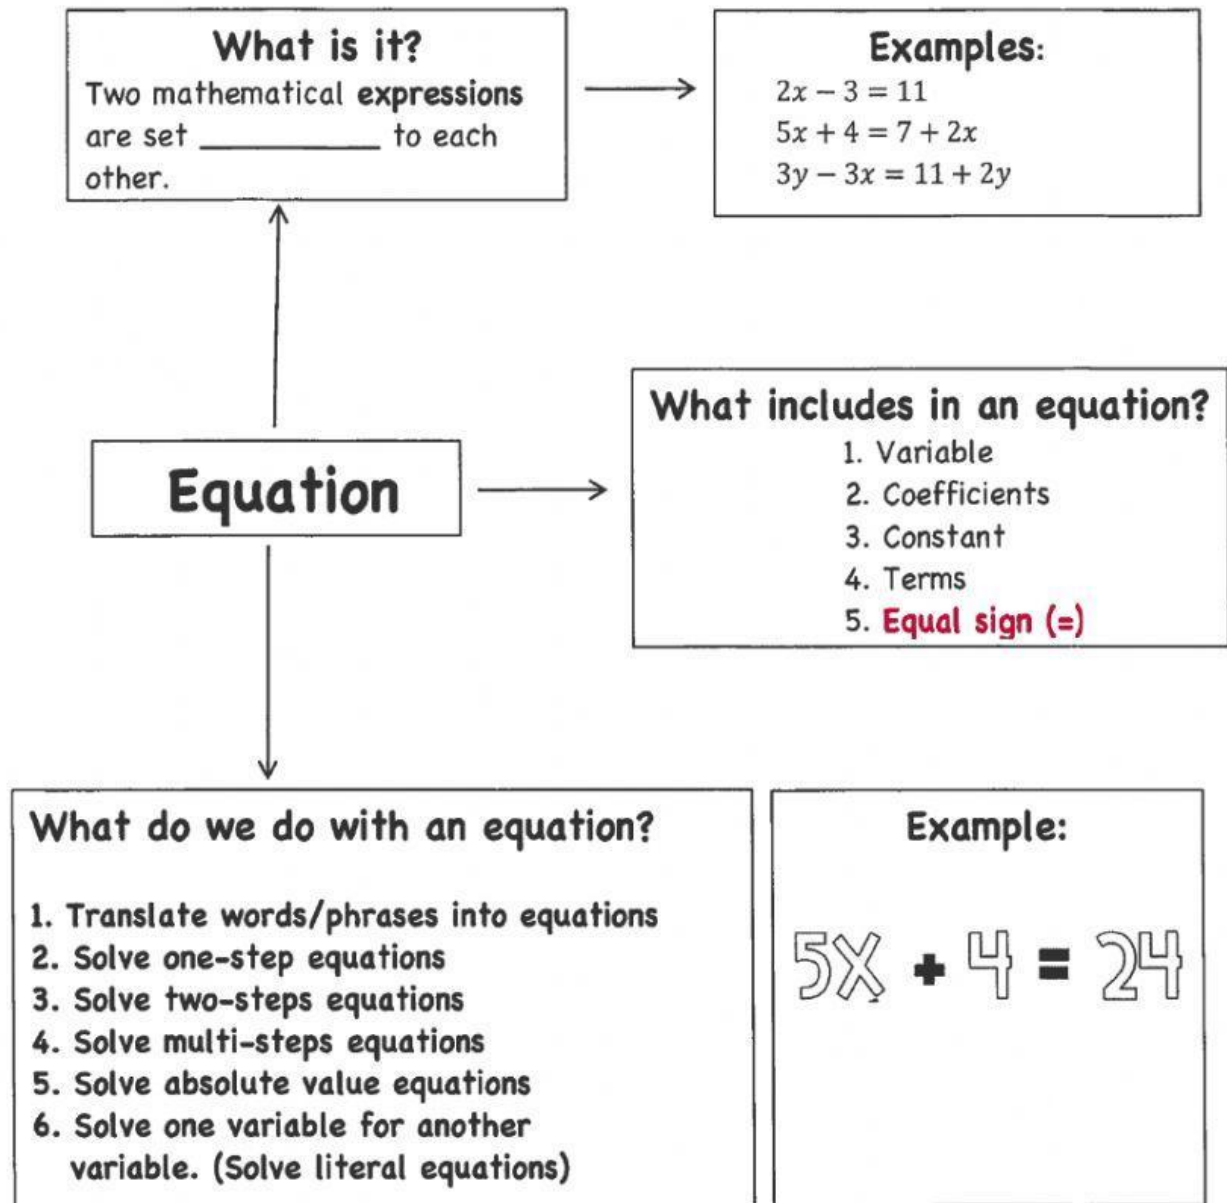 What is it?
Two mathematical expressions
are set ____________ to each
other.
Examples:
2x − 3 = 11
5x + 4 = 7 + 2x
3y − 3x = 11 + 2y
Equation
What includes in an equation?
1. Variable
2. Coefficients
3. Constant
4. Terms
5. Equal sign (=)
What do we do with an equation?
1. Translate words/phrases into equations
2. Solve one-step equations
3. Solve two-steps equations
4. Solve multi-steps equations
5. Solve absolute value equations
6. Solve one variable for another
variable. (Solve literal equations)
Example:
5X + 4 = 24